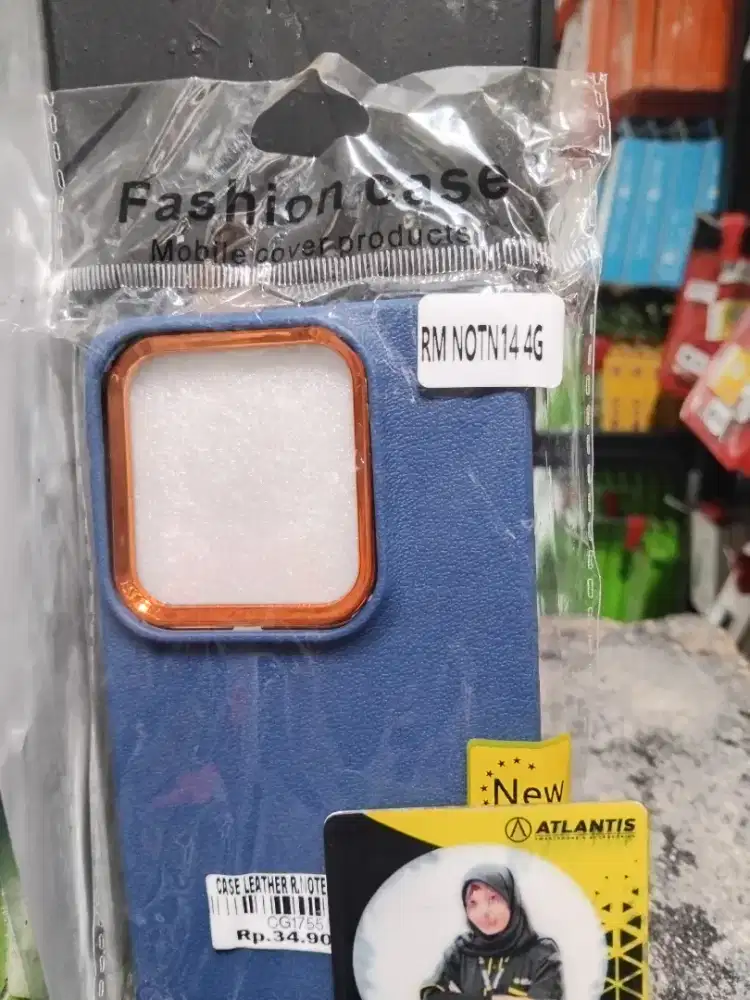 Fashion case
Mobile cover products
RM NOTN14 4G
New
ATLANTIS
CASE LEATHER R.NOTE
CG1755
Rp.34.90